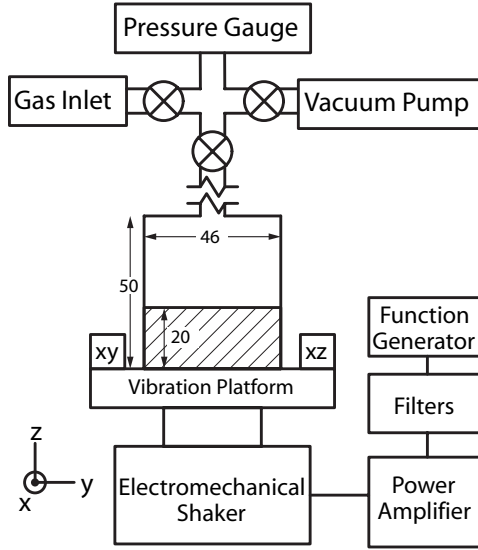 Pressure Gauge
Gas Inlet
Vacuum Pump
46
50
20
xy
xz
Vibration Platform
Function
Generator
Filters
Power
Amplifier
Electromechanical
Shaker
z
y
x